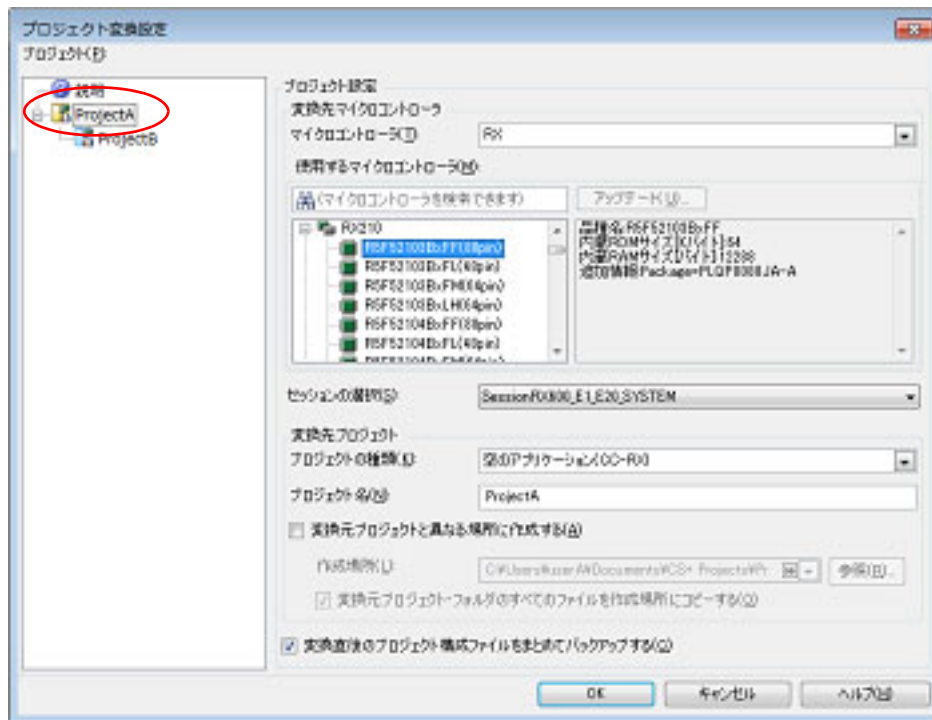 プロジェクト変換設定
プロジェクト(P)
説明
ProjectA
ProjectB
プロジェクト設定
変換先マイクロコントローラ
マイクロコントローラ(T)
RX
使用するマイクロコントローラ(M):
(マイクロコントローラを検索できます)
アップデート(U)...
RX210
R5F52103BxFF(80pin)
R5F52103BxFL(48pin)
R5F52103BxFM(64pin)
R5F52103BxLH(64pin)
R5F52104BxFF(80pin)
R5F52104BxFL(48pin)
R5F52104BxFM(64pin)
品種名:R5F52103BxFF
内蔵ROMサイズ[Kバイト]:64
内蔵RAMサイズ[バイト]:12288
追加情報:Package=PLQP0080JA-A
セッションの選択(S):
SessionRX600_E1_E20_SYSTEM
変換先プロジェクト
プロジェクトの種類(K):
空のアプリケーション(CC-RX)
プロジェクト名(N):
ProjectA
変換元プロジェクトと異なる場所に作成する(A)
作成場所(L):
C:¥Users¥userA¥Documents¥CS+ Projects¥Pr
参照(R)...
変換元プロジェクト・フォルダのすべてのファイルを作成場所にコピーする(O)
変換直後のプロジェクト構成ファイルをまとめてバックアップする(C)
OK
キャンセル
ヘルプ(H)